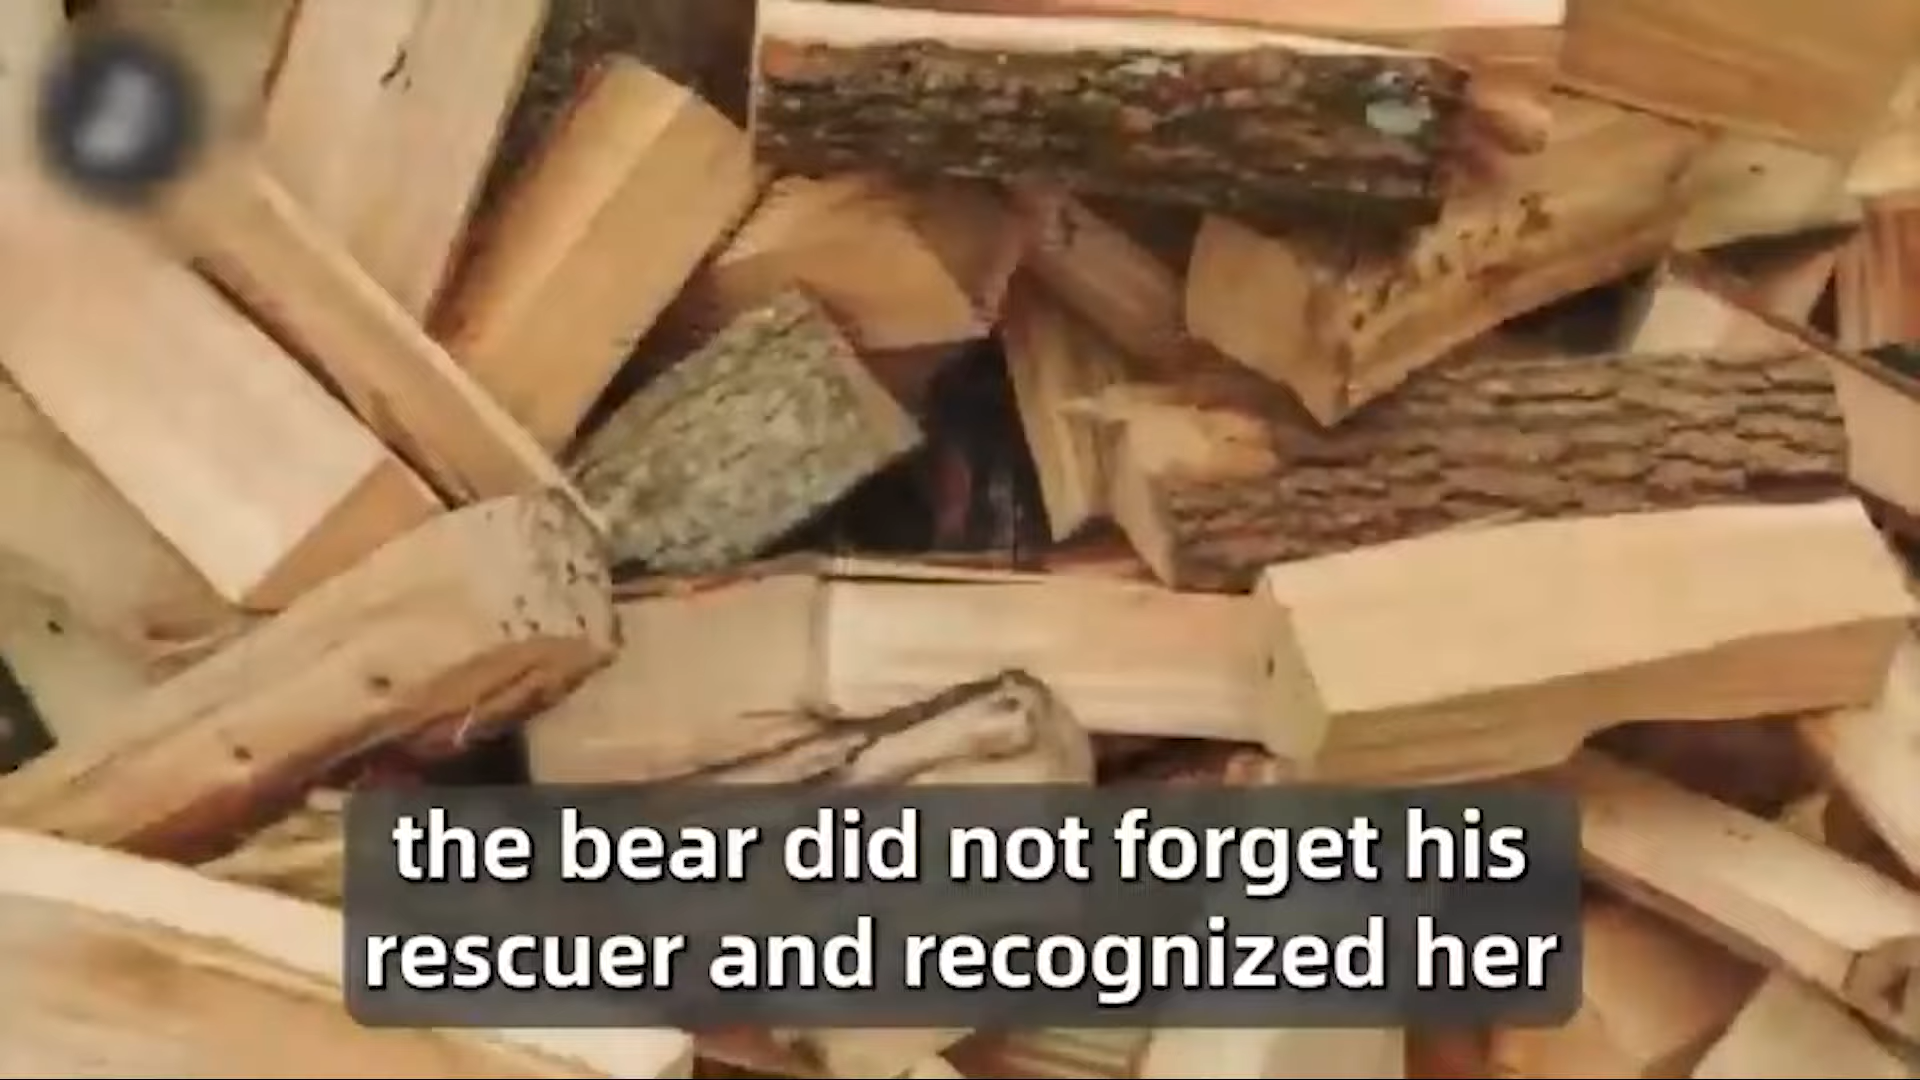 the bear did not forget his
rescuer and recognized her